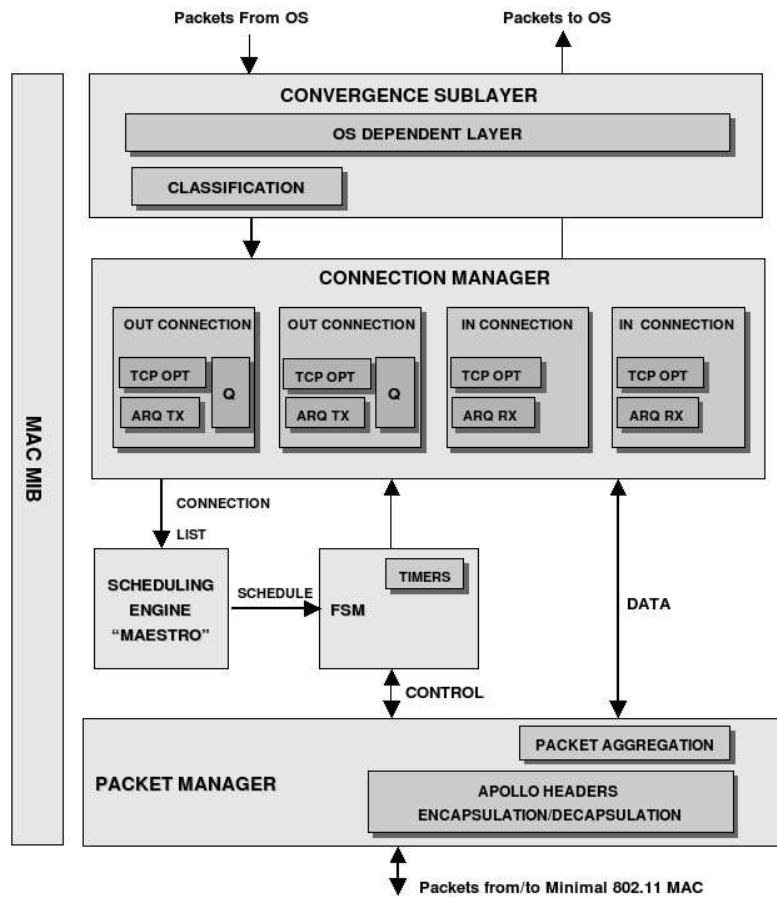 Packets From OS
Packets to OS
CONVERGENCE SUBLAYER
OS DEPENDENT LAYER
CLASSIFICATION
CONNECTION MANAGER
OUT CONNECTION
TCP OPT
Q
ARQ TX
OUT CONNECTION
TCP OPT
Q
ARQ TX
IN CONNECTION
TCP OPT
ARQ RX
IN CONNECTION
TCP OPT
ARQ RX
MAC MIB
CONNECTION
LIST
SCHEDULING
ENGINE
“MAESTRO”
SCHEDULE
TIMERS
FSM
DATA
CONTROL
PACKET AGGREGATION
PACKET MANAGER
APOLLO HEADERS
ENCAPSULATION/DECAPSULATION
Packets from/to Minimal 802.11 MAC